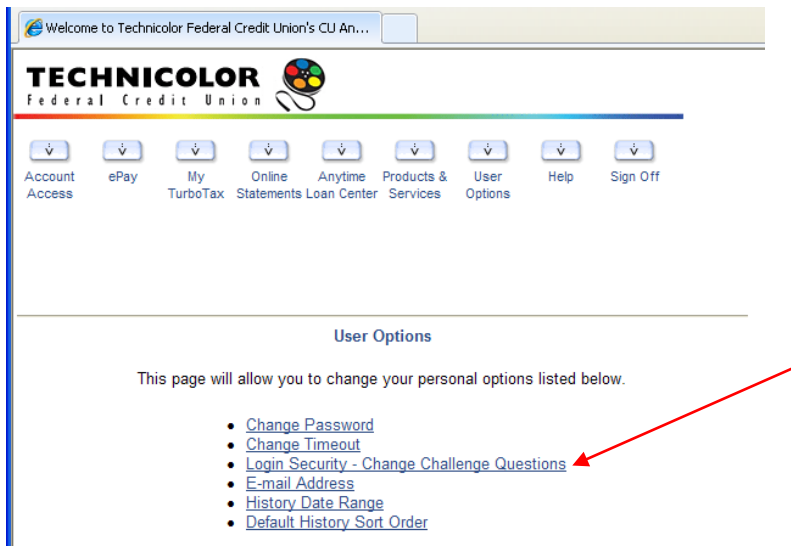 Welcome to Technicolor Federal Credit Union's CU An...
TECHNICOLOR
Federal Credit Union
Account Access
ePay
My TurboTax
Online Statements
Anytime Loan Center
Products & Services
User Options
Help
Sign Off
User Options
This page will allow you to change your personal options listed below.
Change Password
Change Timeout
Login Security - Change Challenge Questions
E-mail Address
History Date Range
Default History Sort Order